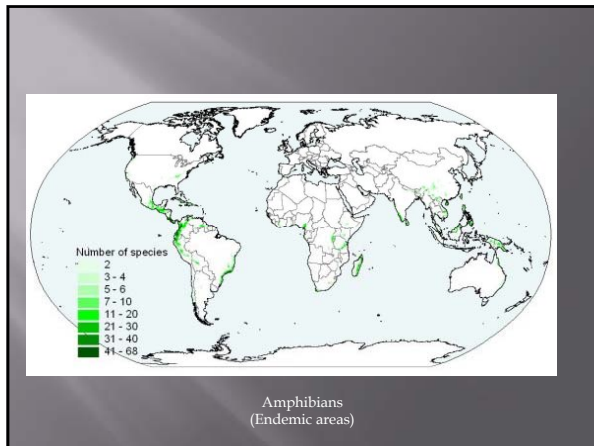 Number of species
2
3 - 4
5 - 6
7 - 10
11 - 20
21 - 30
31 - 40
41 - 68
Amphibians
(Endemic areas)